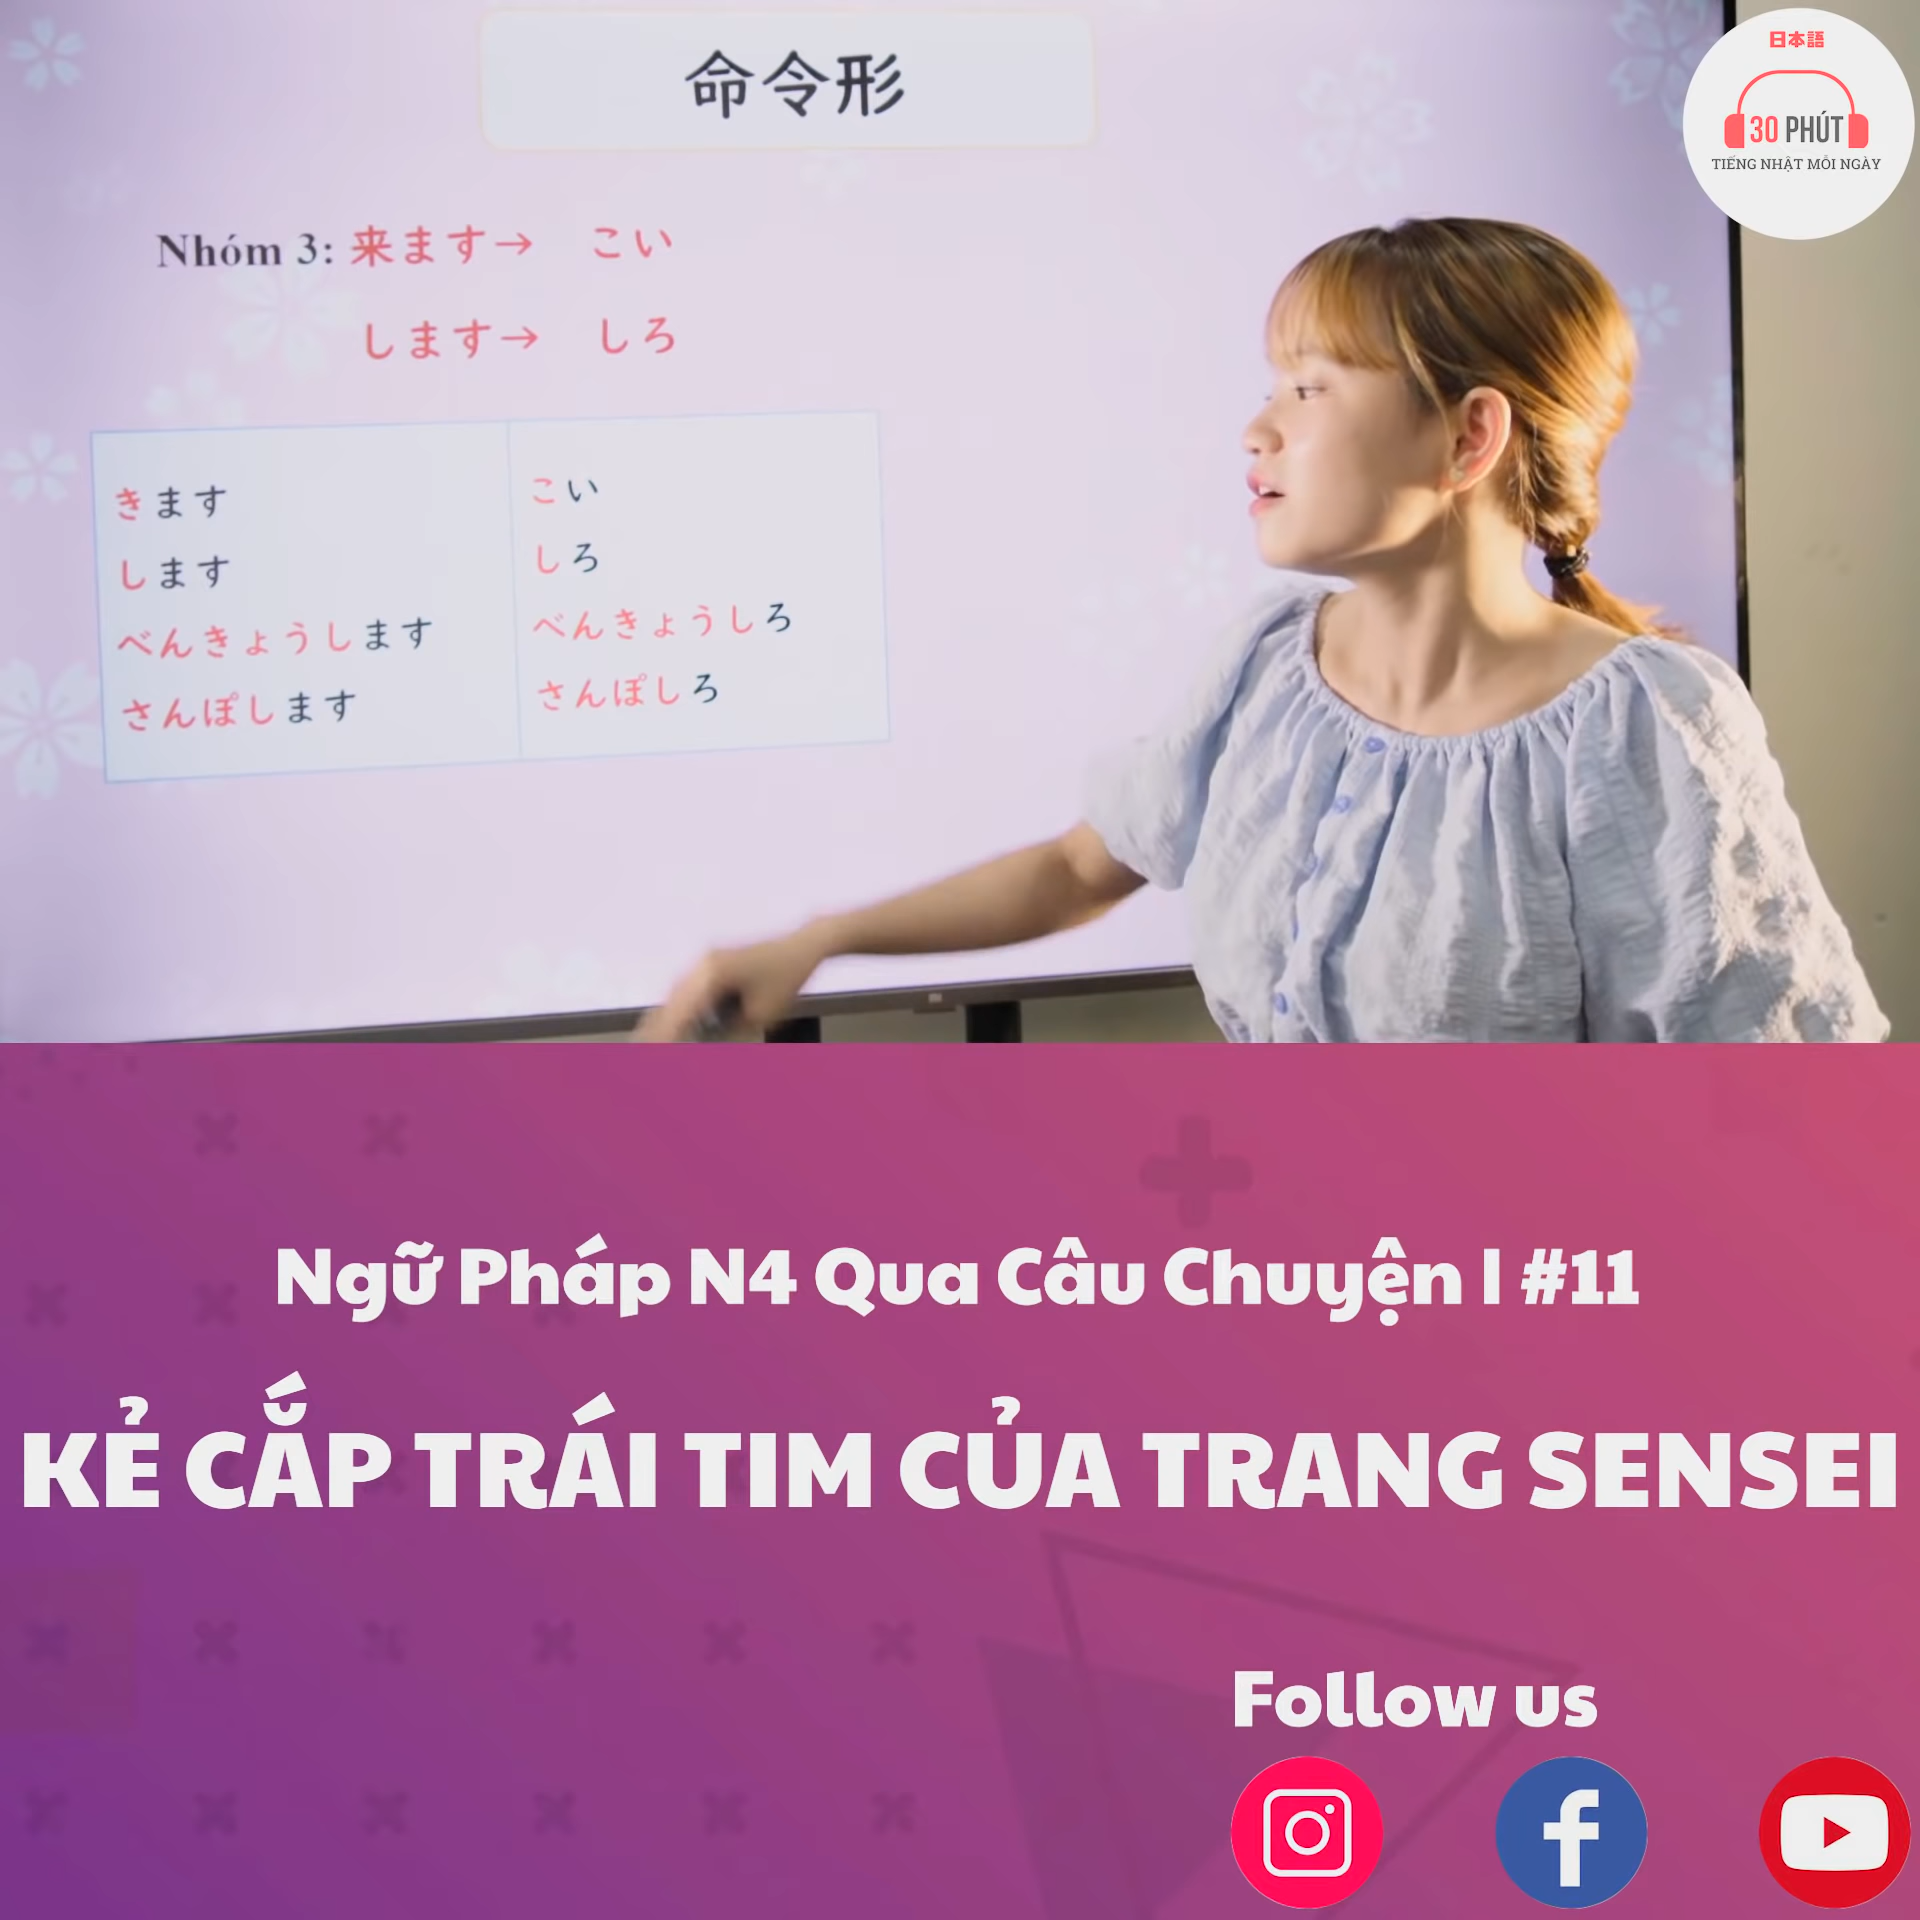 命令形
日本語
30 PHÚT
TIẾNG NHẬT MỖI NGÀY
Nhóm 3: 来ます→ こい
します→ しろ
きます こい
します しろ
べんきょうします べんきょうしろ
さんぽします さんぽしろ
Ngữ Pháp N4 Qua Câu Chuyện I #11
KẺ CẮP TRÁI TIM CỦA TRANG SENSEI
Follow us